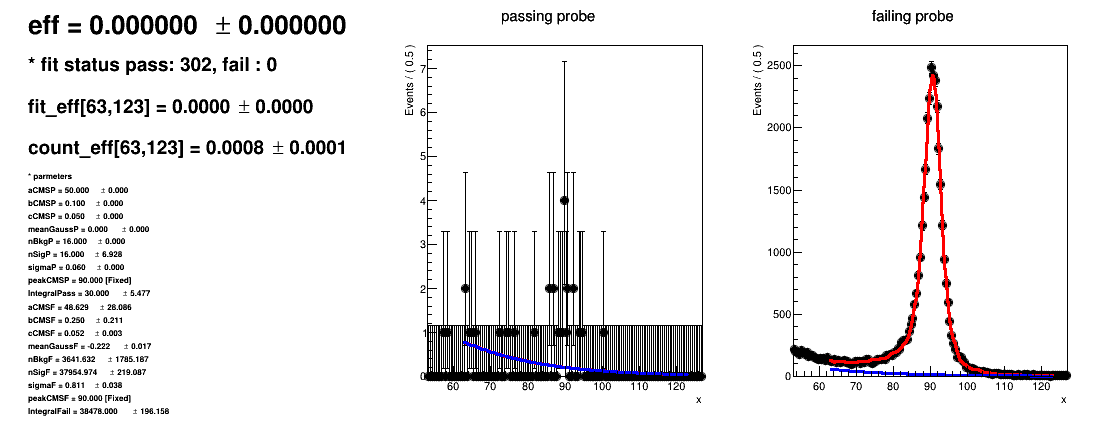 eff = 0.000000 ± 0.000000
* fit status pass: 302, fail : 0
fit_eff[63,123] = 0.0000 ± 0.0000
count_eff[63,123] = 0.0008 ± 0.0001
* parmeters
aCMSP = 50.000 ± 0.000
bCMSP = 0.100 ± 0.000
cCMSP = 0.050 ± 0.000
meanGaussP = 0.000 ± 0.000
nBkgP = 16.000 ± 0.000
nSigP = 16.000 ± 6.928
sigmaP = 0.060 ± 0.000
peakCMSP = 90.000 [Fixed]
IntegralPass = 30.000 ± 5.477
aCMSF = 48.629 ± 28.086
bCMSF = 0.250 ± 0.211
cCMSF = 0.052 ± 0.003
meanGaussF = -0.222 ± 0.017
nBkgF = 3641.632 ± 1785.187
nSigF = 37954.974 ± 219.087
sigmaF = 0.811 ± 0.038
peakCMSF = 90.000 [Fixed]
IntegralFail = 38478.000 ± 196.158
passing probe
Events / ( 0.5 )
7
6
5
4
3
2
1
0
60 70 80 90 100 110 120
x
failing probe
Events / ( 0.5 )
2500
2000
1500
1000
500
0
60 70 80 90 100 110 120
x